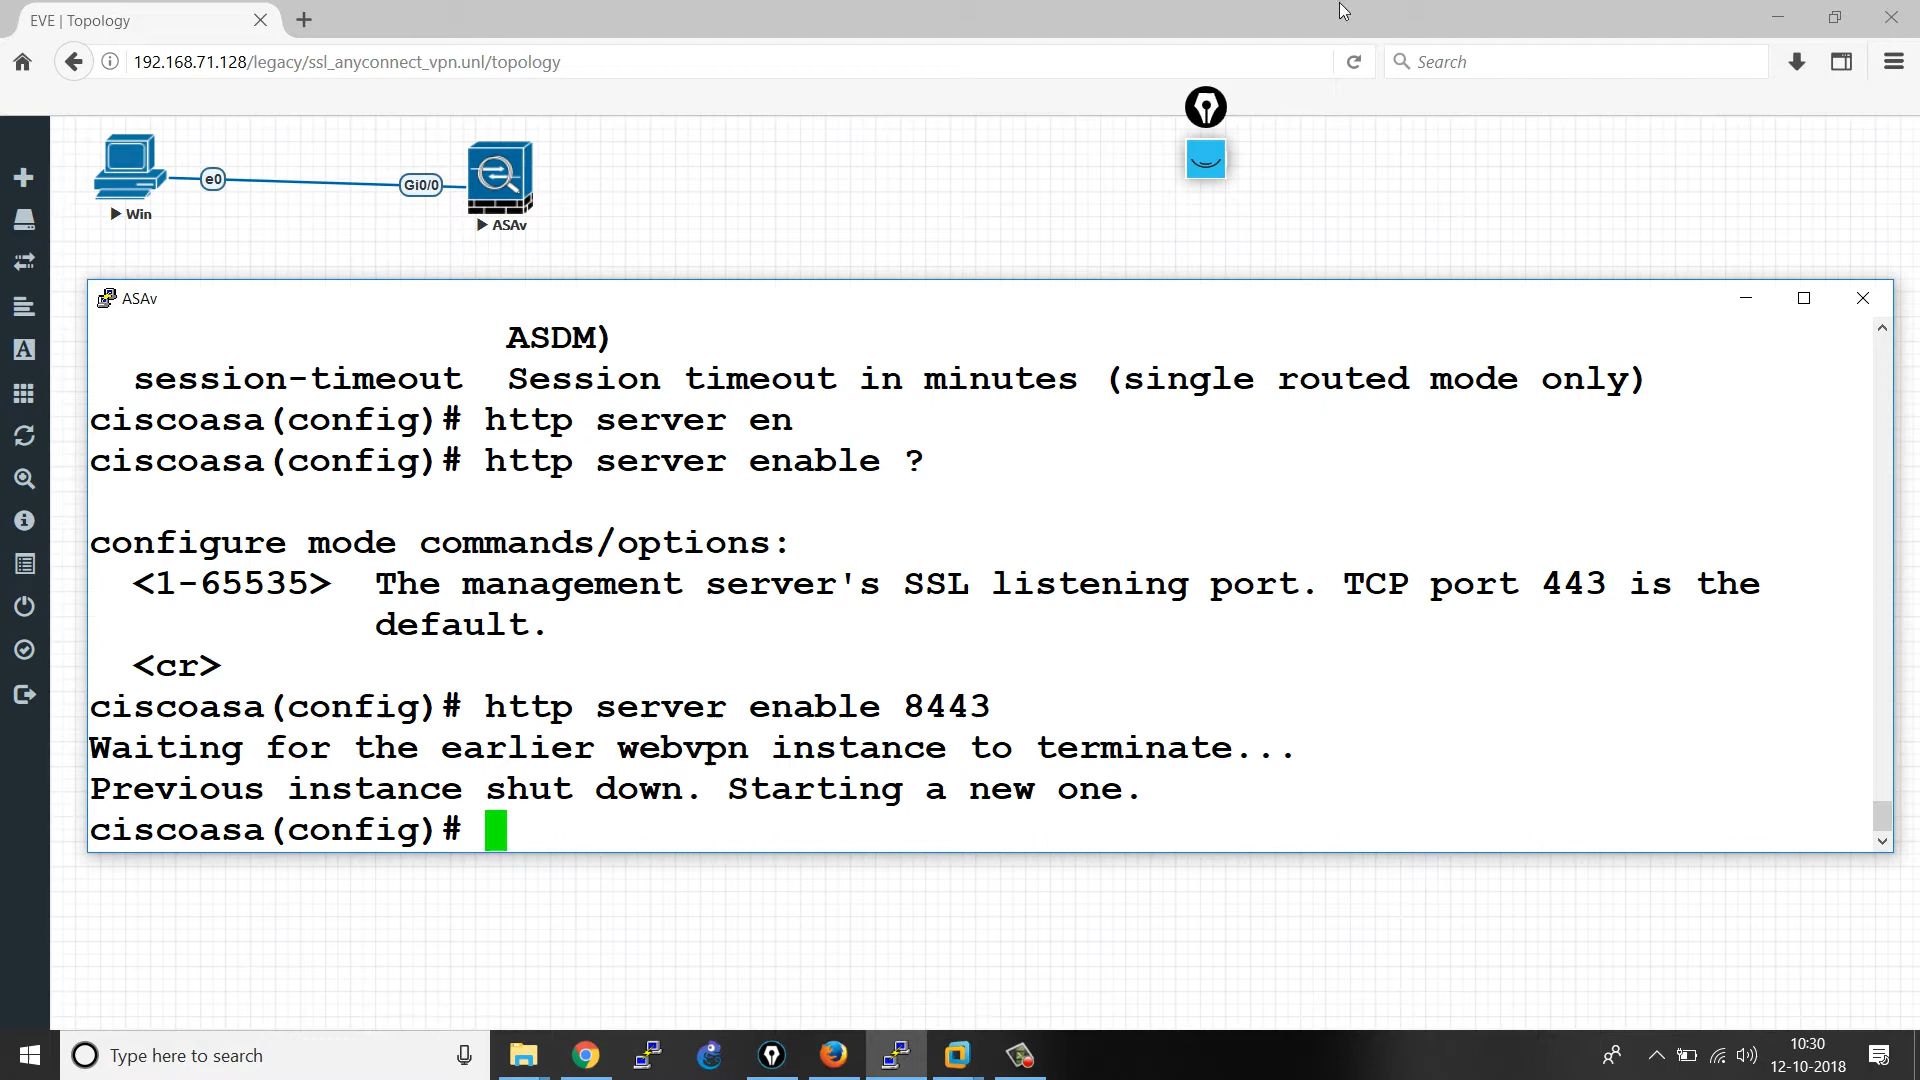 EVE | Topology
192.168.71.128/legacy/ssl_anyconnect_vpn.unl/topology
Search
e0
Gi0/0
Win
ASAv
ASAv
ASDM)
session-timeout  Session timeout in minutes (single routed mode only)
ciscoasa(config)# http server en
ciscoasa(config)# http server enable ?
configure mode commands/options:
<1-65535>  The management server's SSL listening port. TCP port 443 is the
default.
<cr>
ciscoasa(config)# http server enable 8443
Waiting for the earlier webvpn instance to terminate...
Previous instance shut down. Starting a new one.
ciscoasa(config)#
Type here to search
10:30
12-10-2018